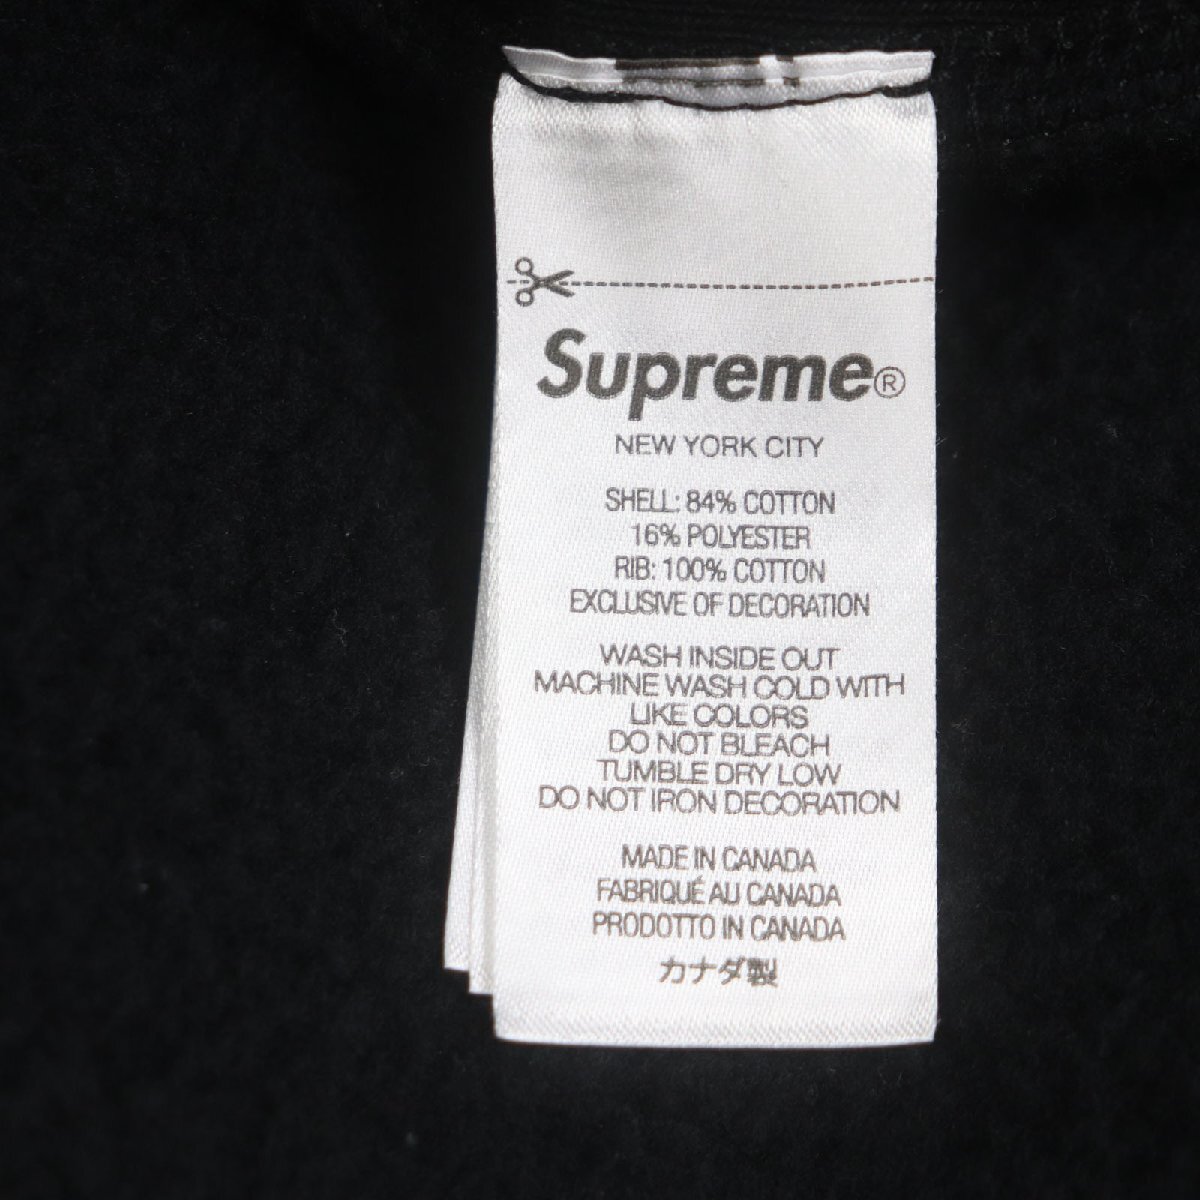 Supreme®
NEW YORK CITY
SHELL: 84% COTTON
16% POLYESTER
RIB: 100% COTTON
EXCLUSIVE OF DECORATION
WASH INSIDE OUT
MACHINE WASH COLD WITH
LIKE COLORS
DO NOT BLEACH
TUMBLE DRY LOW
DO NOT IRON DECORATION
MADE IN CANADA
FABRIQUÉ AU CANADA
PRODOTTO IN CANADA
カナダ製